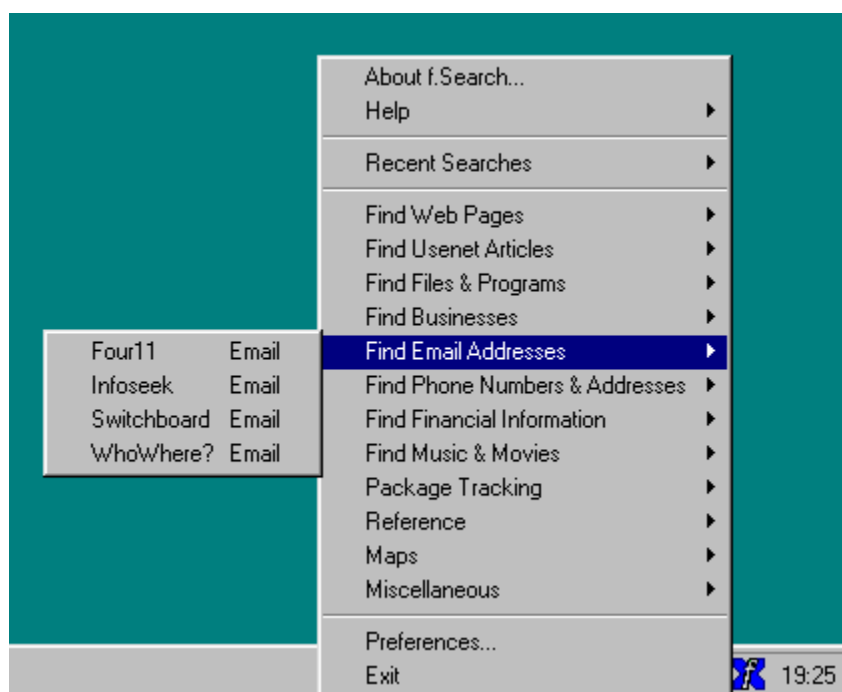 About f.Search...
Help
Recent Searches
Find Web Pages
Find Usenet Articles
Find Files & Programs
Find Businesses
Find Email Addresses
Find Phone Numbers & Addresses
Find Financial Information
Find Music & Movies
Package Tracking
Reference
Maps
Miscellaneous
Preferences...
Exit
Four11 Email
Infoseek Email
Switchboard Email
WhoWhere? Email
f
19:25